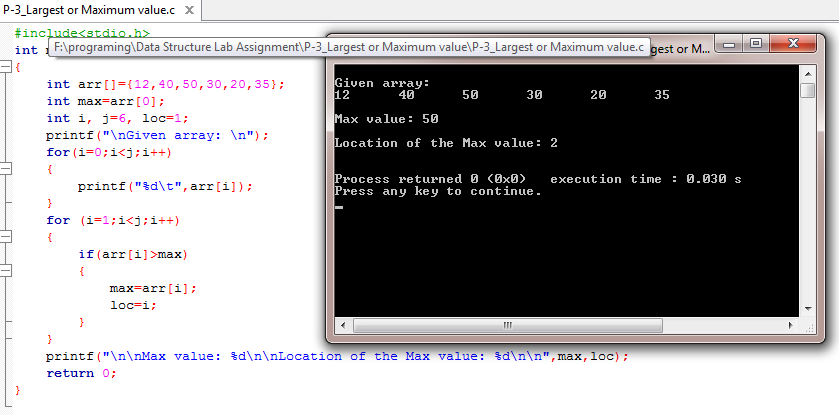 P-3_Largest or Maximum value.c
#include<stdio.h>
F:\programing\Data Structure Lab Assignment\P-3_Largest or Maximum value\P-3_Largest or Maximum value.c
int
{
int arr[]={12,40,50,30,20,35};
int max=arr[0];
int i, j=6, loc=1;
printf("\nGiven array: \n");
for(i=0;i<j;i++)
{
printf("%d\t",arr[i]);
}
for (i=1;i<j;i++)
{
if(arr[i]>max)
{
max=arr[i];
loc=i;
}
}
printf("\n\nMax value: %d\n\nLocation of the Max value: %d\n\n",max,loc);
return 0;
}
gest or M...
Given array:
12 40 50 30 20 35
Max value: 50
Location of the Max value: 2
Process returned 0 (0x0) execution time : 0.030 s
Press any key to continue.